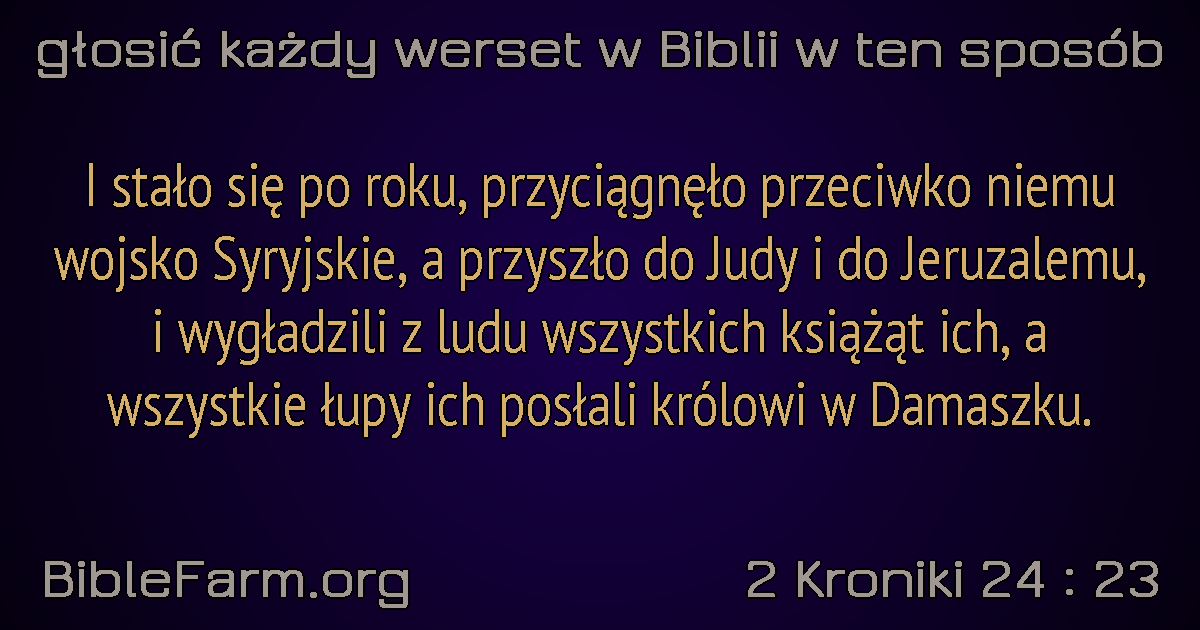 głosić każdy werset w Biblii w ten sposób
I stało się po roku, przyciągnęło przeciwko niemu
wojsko Syryjskie, a przyszło do Judy i do Jeruzalemu,
i wygładzili z ludu wszystkich książąt ich, a
wszystkie łupy ich posłali królowi w Damaszku.
BibleFarm.org
2 Kroniki 24 : 23